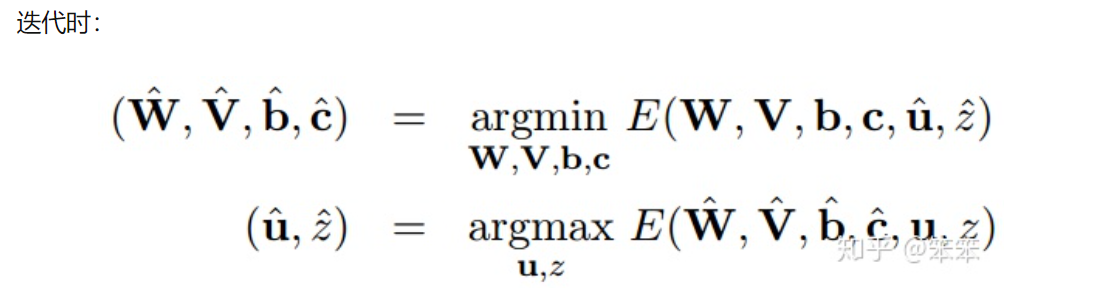 迭代时：
(Ŵ, V̂, b̂, ĉ) = argmin E(W, V, b, c, û, ẑ)
W,V,b,c
(û, ẑ) = argmax E(Ŵ, V̂, b̂, ĉ, u, z)
u,z
知乎 @笨笨